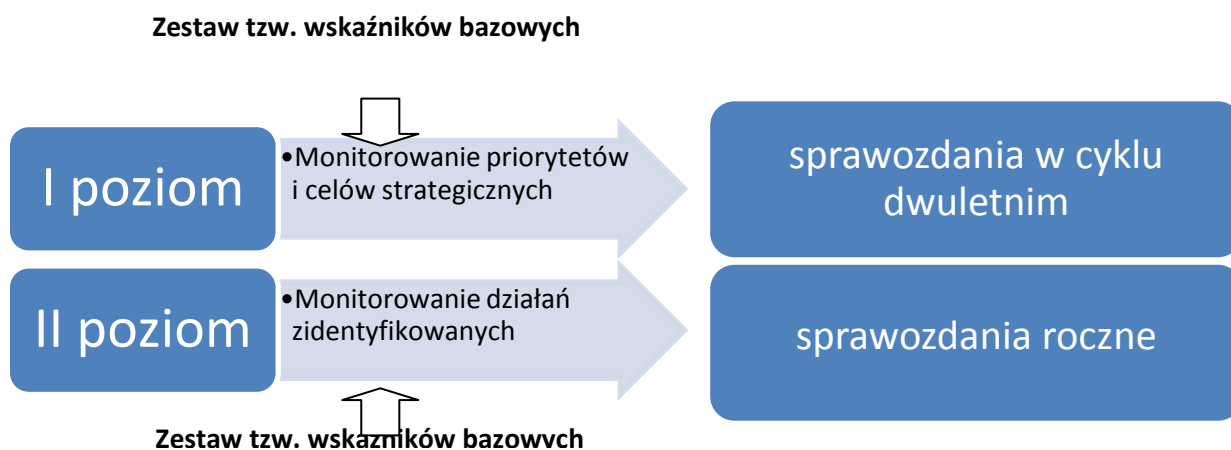 Zestaw tzw. wskaźników bazowych
I poziom
•Monitorowanie priorytetów
i celów strategicznych
sprawozdania w cyklu
dwuletnim
II poziom
•Monitorowanie działań
zidentyfikowanych
sprawozdania roczne
Zestaw tzw. wskaźników bazowych